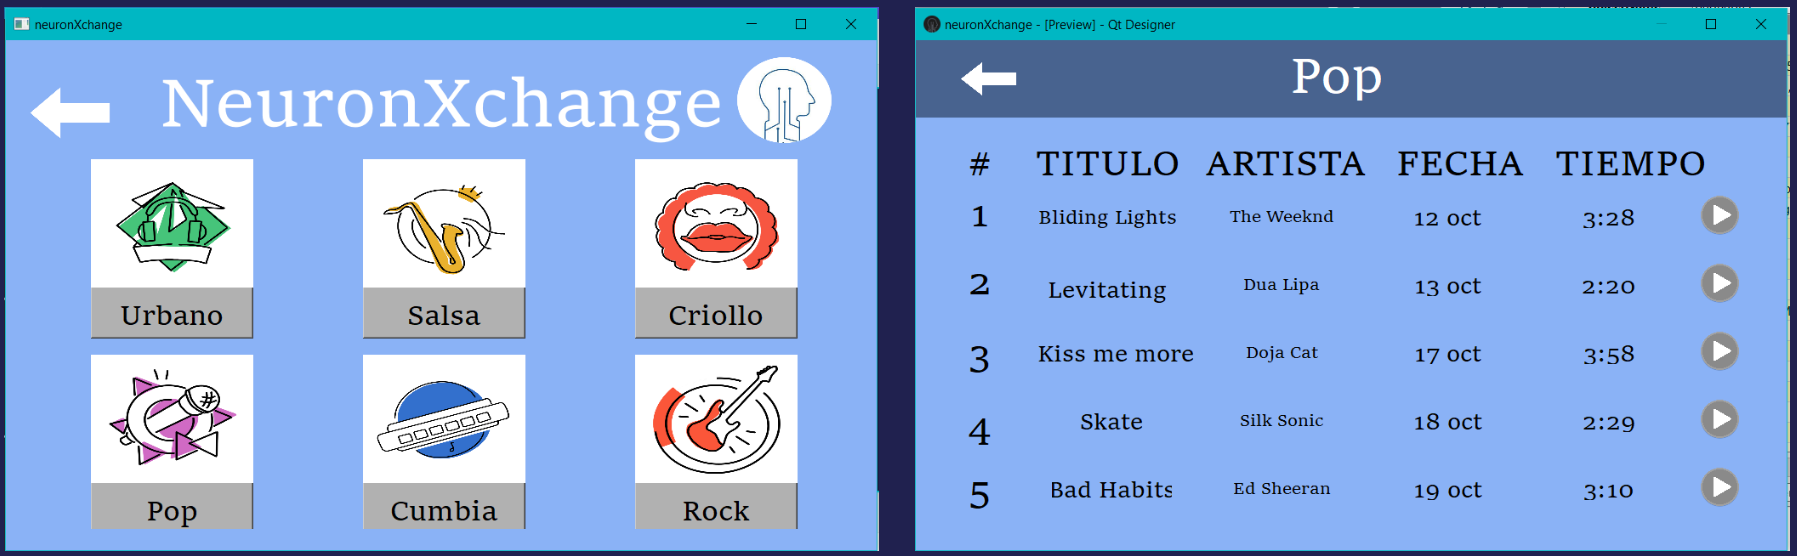 neuronXchange
NeuronXchange
Urbano
Salsa
Criollo
#
Pop
Cumbia
Rock
neuronXchange - [Preview] - Qt Designer
Pop
# TITULO ARTISTA FECHA TIEMPO
1 Bliding Lights The Weeknd 12 oct 3:28
2 Levitating Dua Lipa 13 oct 2:20
3 Kiss me more Doja Cat 17 oct 3:58
4 Skate Silk Sonic 18 oct 2:29
5 Bad Habits Ed Sheeran 19 oct 3:10